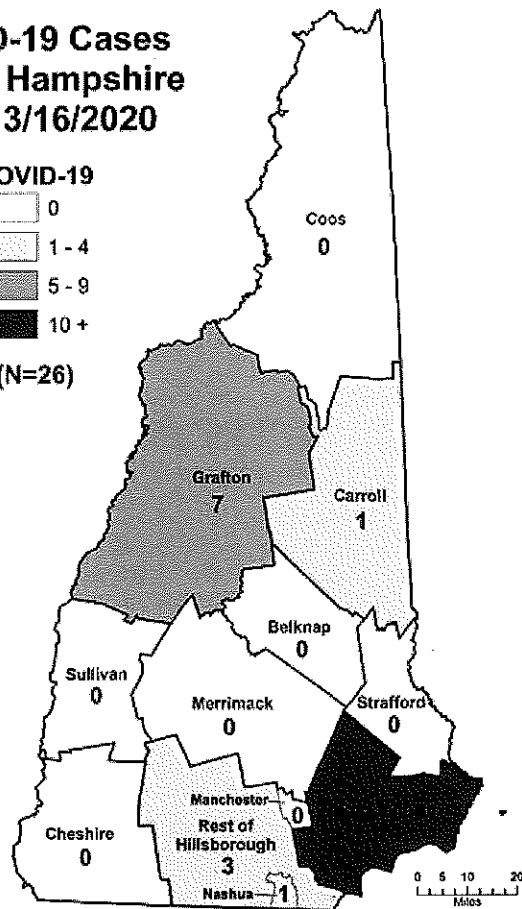 D-19 Cases
Hampshire
3/16/2020
OVID-19
0
1 - 4
5 - 9
10 +
(N=26)
Coos
0
Grafton
7
Carroll
1
Belknap
0
Sullivan
0
Merrimack
0
Strafford
0
Manchester
0
Rest of
Hillsborough
3
Cheshire
0
Nashua
1
0 5 10 20
Miles